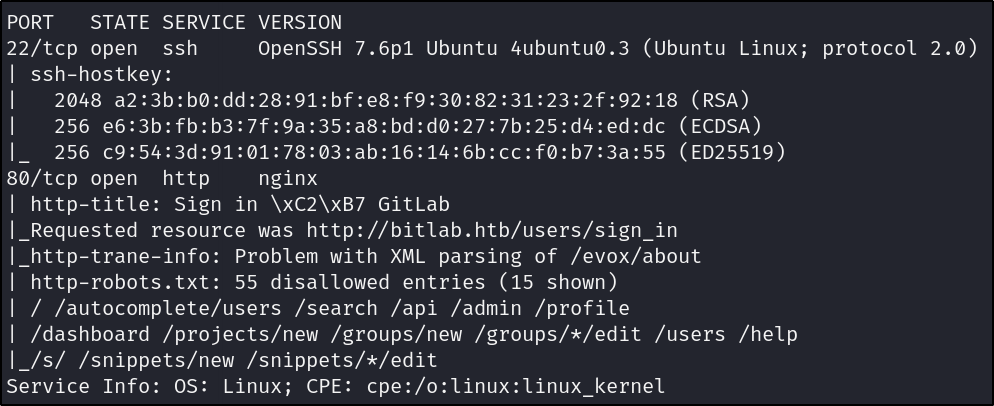 PORT   STATE SERVICE VERSION
22/tcp open  ssh     OpenSSH 7.6p1 Ubuntu 4ubuntu0.3 (Ubuntu Linux; protocol 2.0)
| ssh-hostkey:
|   2048 a2:3b:b0:dd:28:91:bf:e8:f9:30:82:31:23:2f:92:18 (RSA)
|   256 e6:3b:fb:b3:7f:9a:35:a8:bd:d0:27:7b:25:d4:ed:dc (ECDSA)
|_  256 c9:54:3d:91:01:78:03:ab:16:14:6b:cc:f0:b7:3a:55 (ED25519)
80/tcp open  http    nginx
| http-title: Sign in \xC2\xB7 GitLab
|_Requested resource was http://bitlab.htb/users/sign_in
|_http-trane-info: Problem with XML parsing of /evox/about
| http-robots.txt: 55 disallowed entries (15 shown)
| / /autocomplete/users /search /api /admin /profile
| /dashboard /projects/new /groups/new /groups/*/edit /users /help
|_/s/ /snippets/new /snippets/*/edit
Service Info: OS: Linux; CPE: cpe:/o:linux:linux_kernel